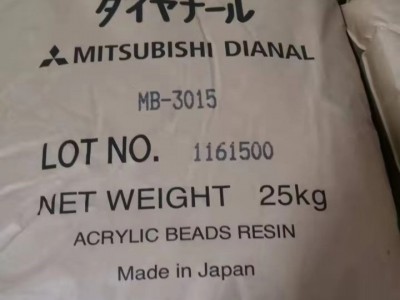 ダイヤナール
MITSUBISHI DIANAL
MB-3015
LOT NO. 1161500
NET WEIGHT 25kg
ACRYLIC BEADS RESIN
Made in Japan